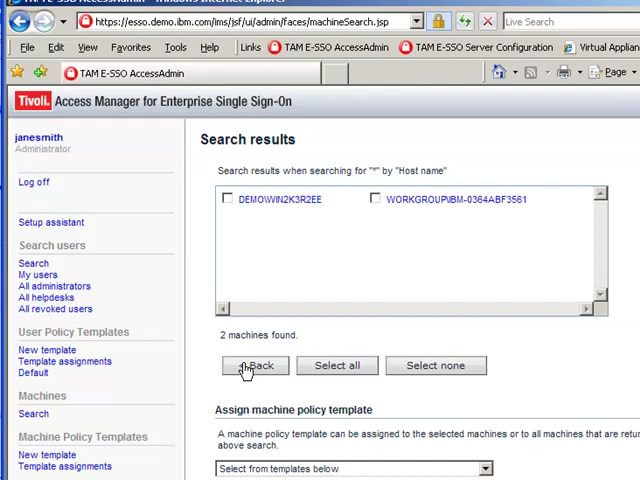 https://esso.demo.ibm.com/ims/jsf/ui/admin/faces/machineSearch.jsp
Live Search
File Edit View Favorites Tools Help Links TAM E-SSO AccessAdmin TAM E-SSO Server Configuration Virtual Applian
TAM E-SSO AccessAdmin
Page
Tivoli. Access Manager for Enterprise Single Sign-On
janesmith
Administrator
Log off
Setup assistant
Search users
Search
My users
All administrators
All helpdesks
All revoked users
User Policy Templates
New template
Template assignments
Default
Machines
Search
Machine Policy Templates
New template
Template assignments
Search results
Search results when searching for "*" by "Host name"
DEMO\WIN2K3R2EE WORKGROUP\IBM-0364ABF3561
2 machines found.
Back Select all Select none
Assign machine policy template
A machine policy template can be assigned to the selected machines or to all machines that are retu
above search.
Select from templates below